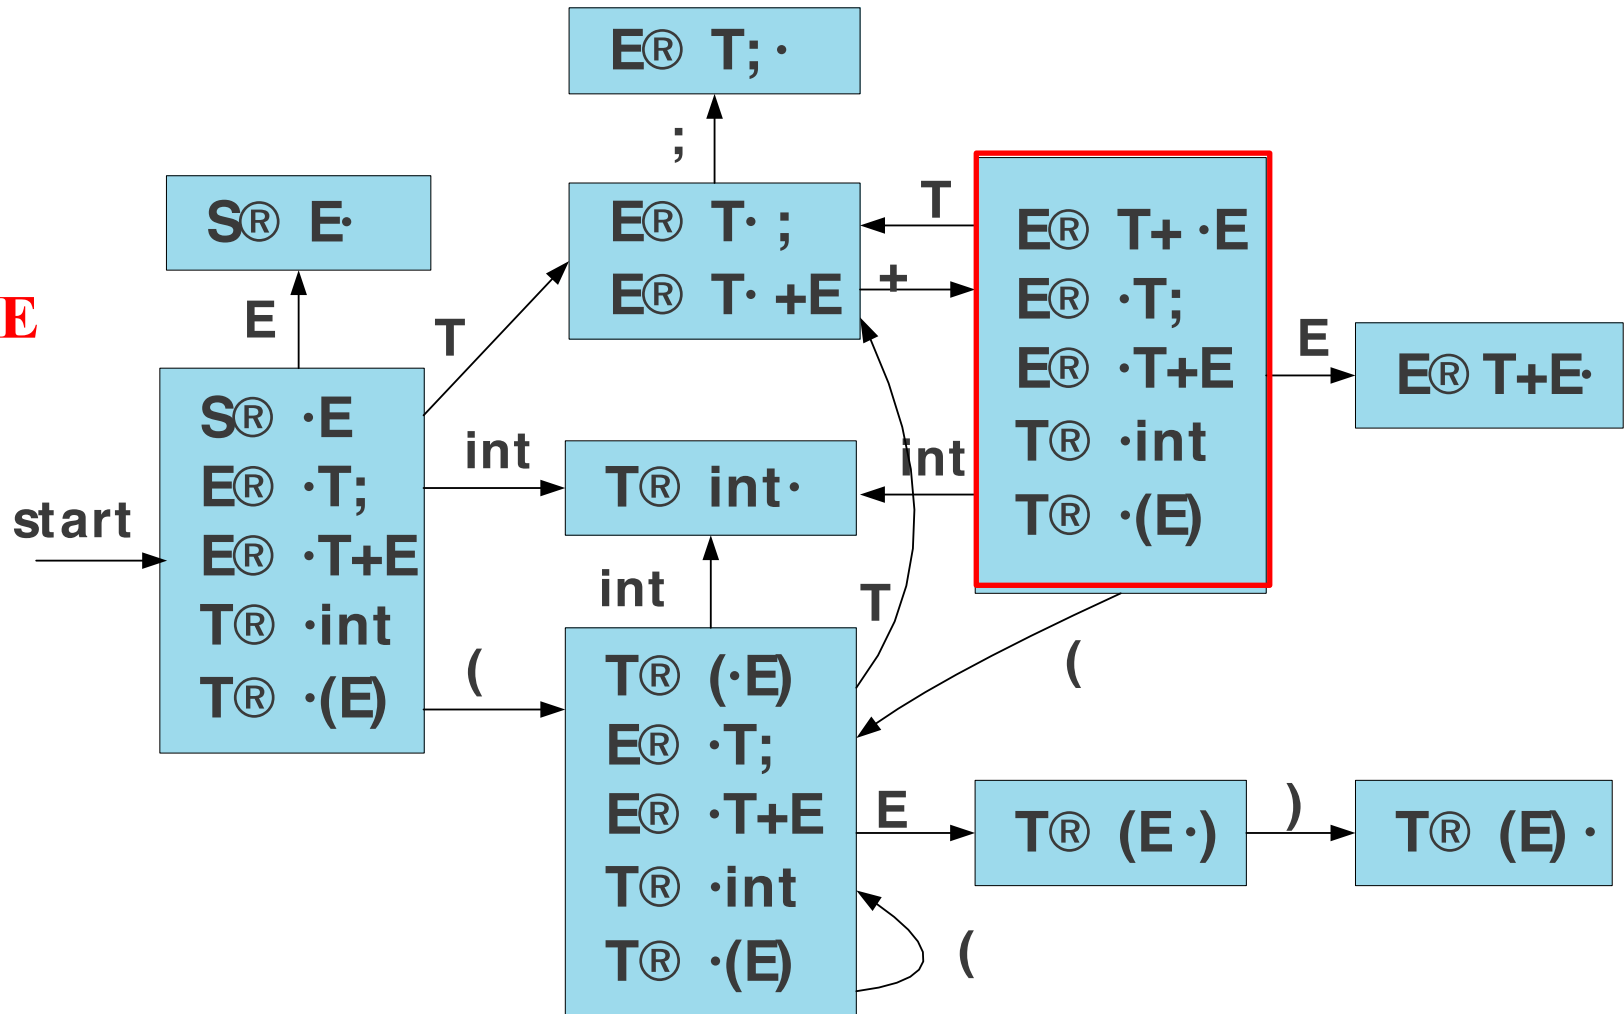 E® T; ·
;
S® E·
E® T· ;
E® T· +E
T
+
E® T+ ·E
E® ·T;
E® ·T+E
T® ·int
T® ·(E)
E
E
T
E
E® T+E·
start
S® ·E
E® ·T;
E® ·T+E
T® ·int
T® ·(E)
int
T® int·
int
int
T
(
(
T® (·E)
E® ·T;
E® ·T+E
T® ·int
T® ·(E)
E
T® (E·)
)
T® (E) ·
(